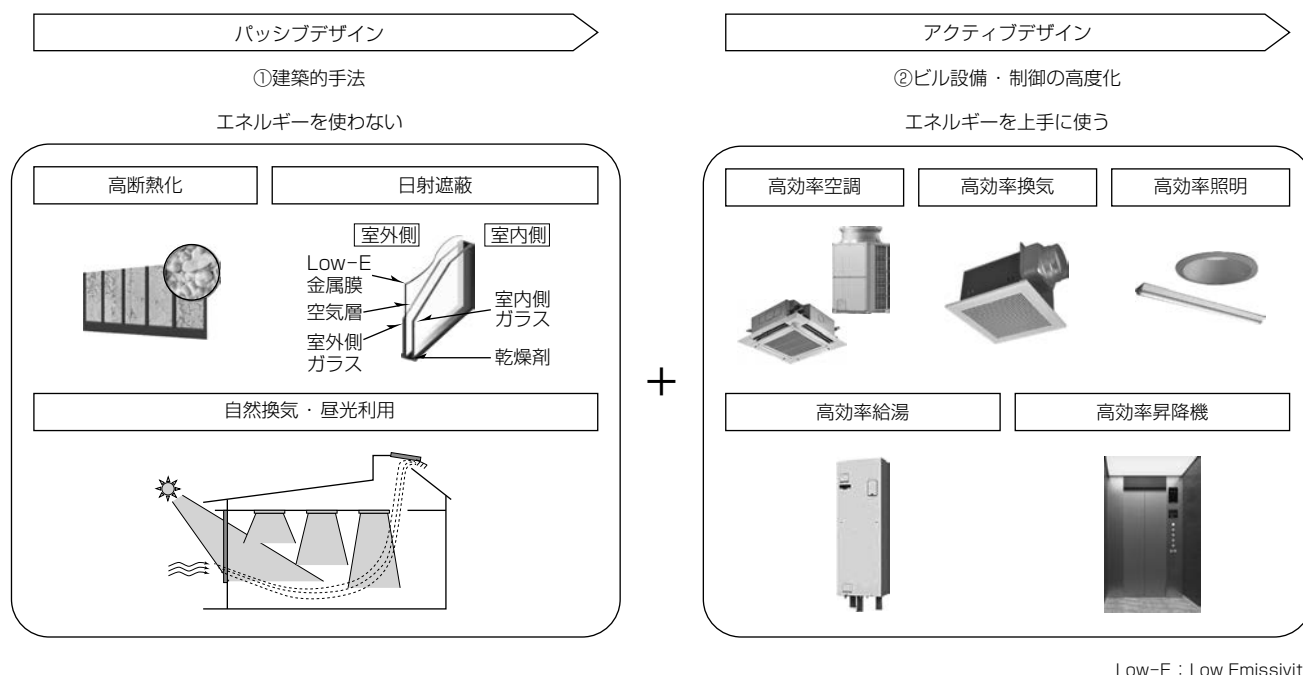 パッシブデザイン
①建築的手法
エネルギーを使わない
高断熱化
日射遮蔽
室外側
室内側
Low-E
金属膜
空気層
室外側
ガラス
室内側
ガラス
乾燥剤
自然換気・昼光利用
+
アクティブデザイン
②ビル設備・制御の高度化
エネルギーを上手に使う
高効率空調
高効率換気
高効率照明
高効率給湯
高効率昇降機
Low-E:Low Emissivit